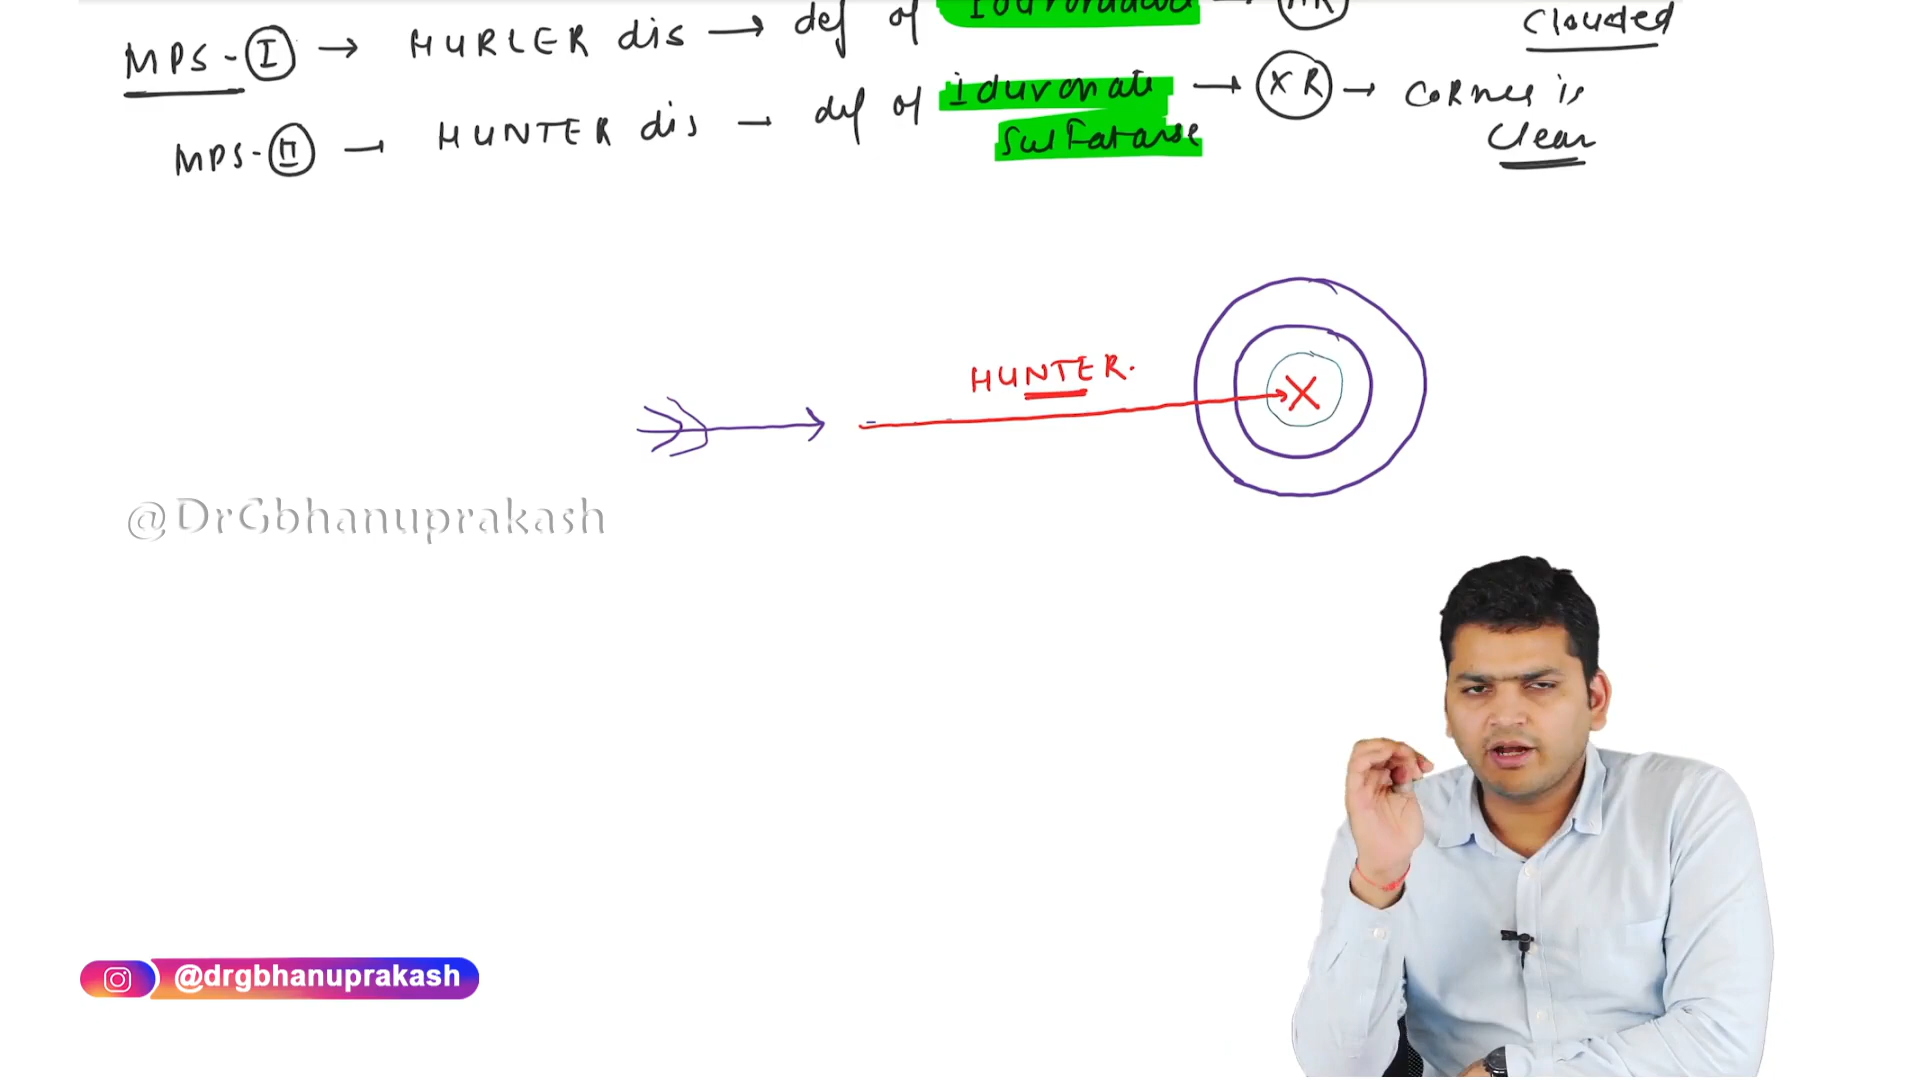 MPS-I → HURLER dis → def of
Clouded
MPS-II → HUNTER dis → def of iduronate sulfatase → XR → cornea is clear
HUNTER.
X
@DrGbhanuprakash
@drgbhanuprakash